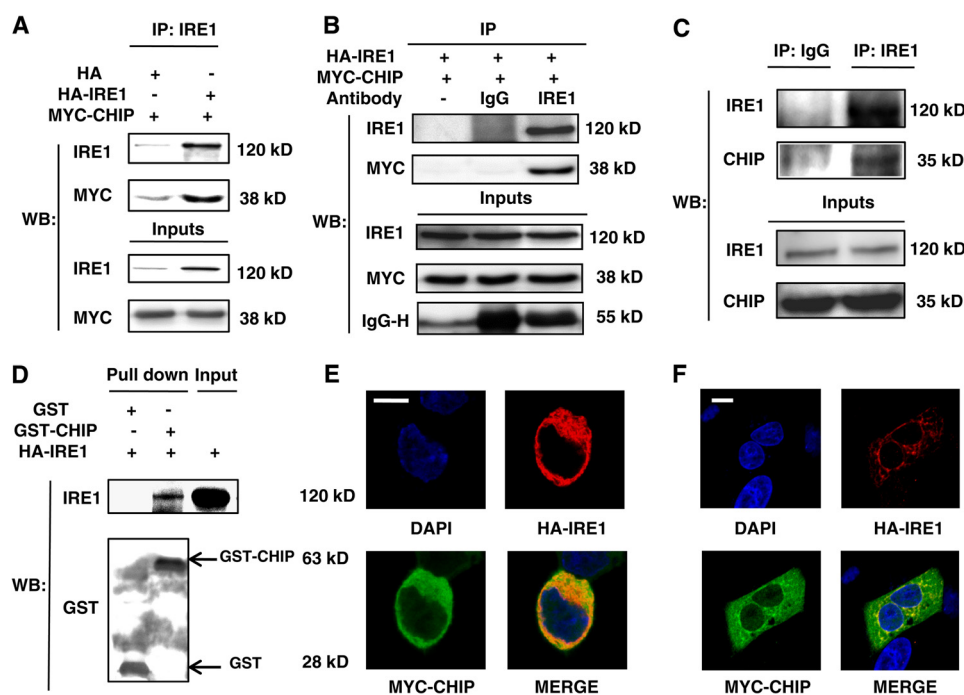 A
IP: IRE1
HA + -
HA-IRE1 - +
MYC-CHIP + +
WB:
IRE1 120 kD
MYC 38 kD
Inputs
IRE1 120 kD
MYC 38 kD
B
IP
HA-IRE1 + + +
MYC-CHIP + + +
Antibody - IgG IRE1
WB:
IRE1 120 kD
MYC 38 kD
Inputs
IRE1 120 kD
MYC 38 kD
IgG-H 55 kD
C
IP: IgG IP: IRE1
WB:
IRE1 120 kD
CHIP 35 kD
Inputs
IRE1 120 kD
CHIP 35 kD
D
Pull down Input
GST + -
GST-CHIP - +
HA-IRE1 + + +
WB:
IRE1 120 kD
GST
GST-CHIP 63 kD
GST 28 kD
E
DAPI HA-IRE1
MYC-CHIP MERGE
F
DAPI HA-IRE1
MYC-CHIP MERGE